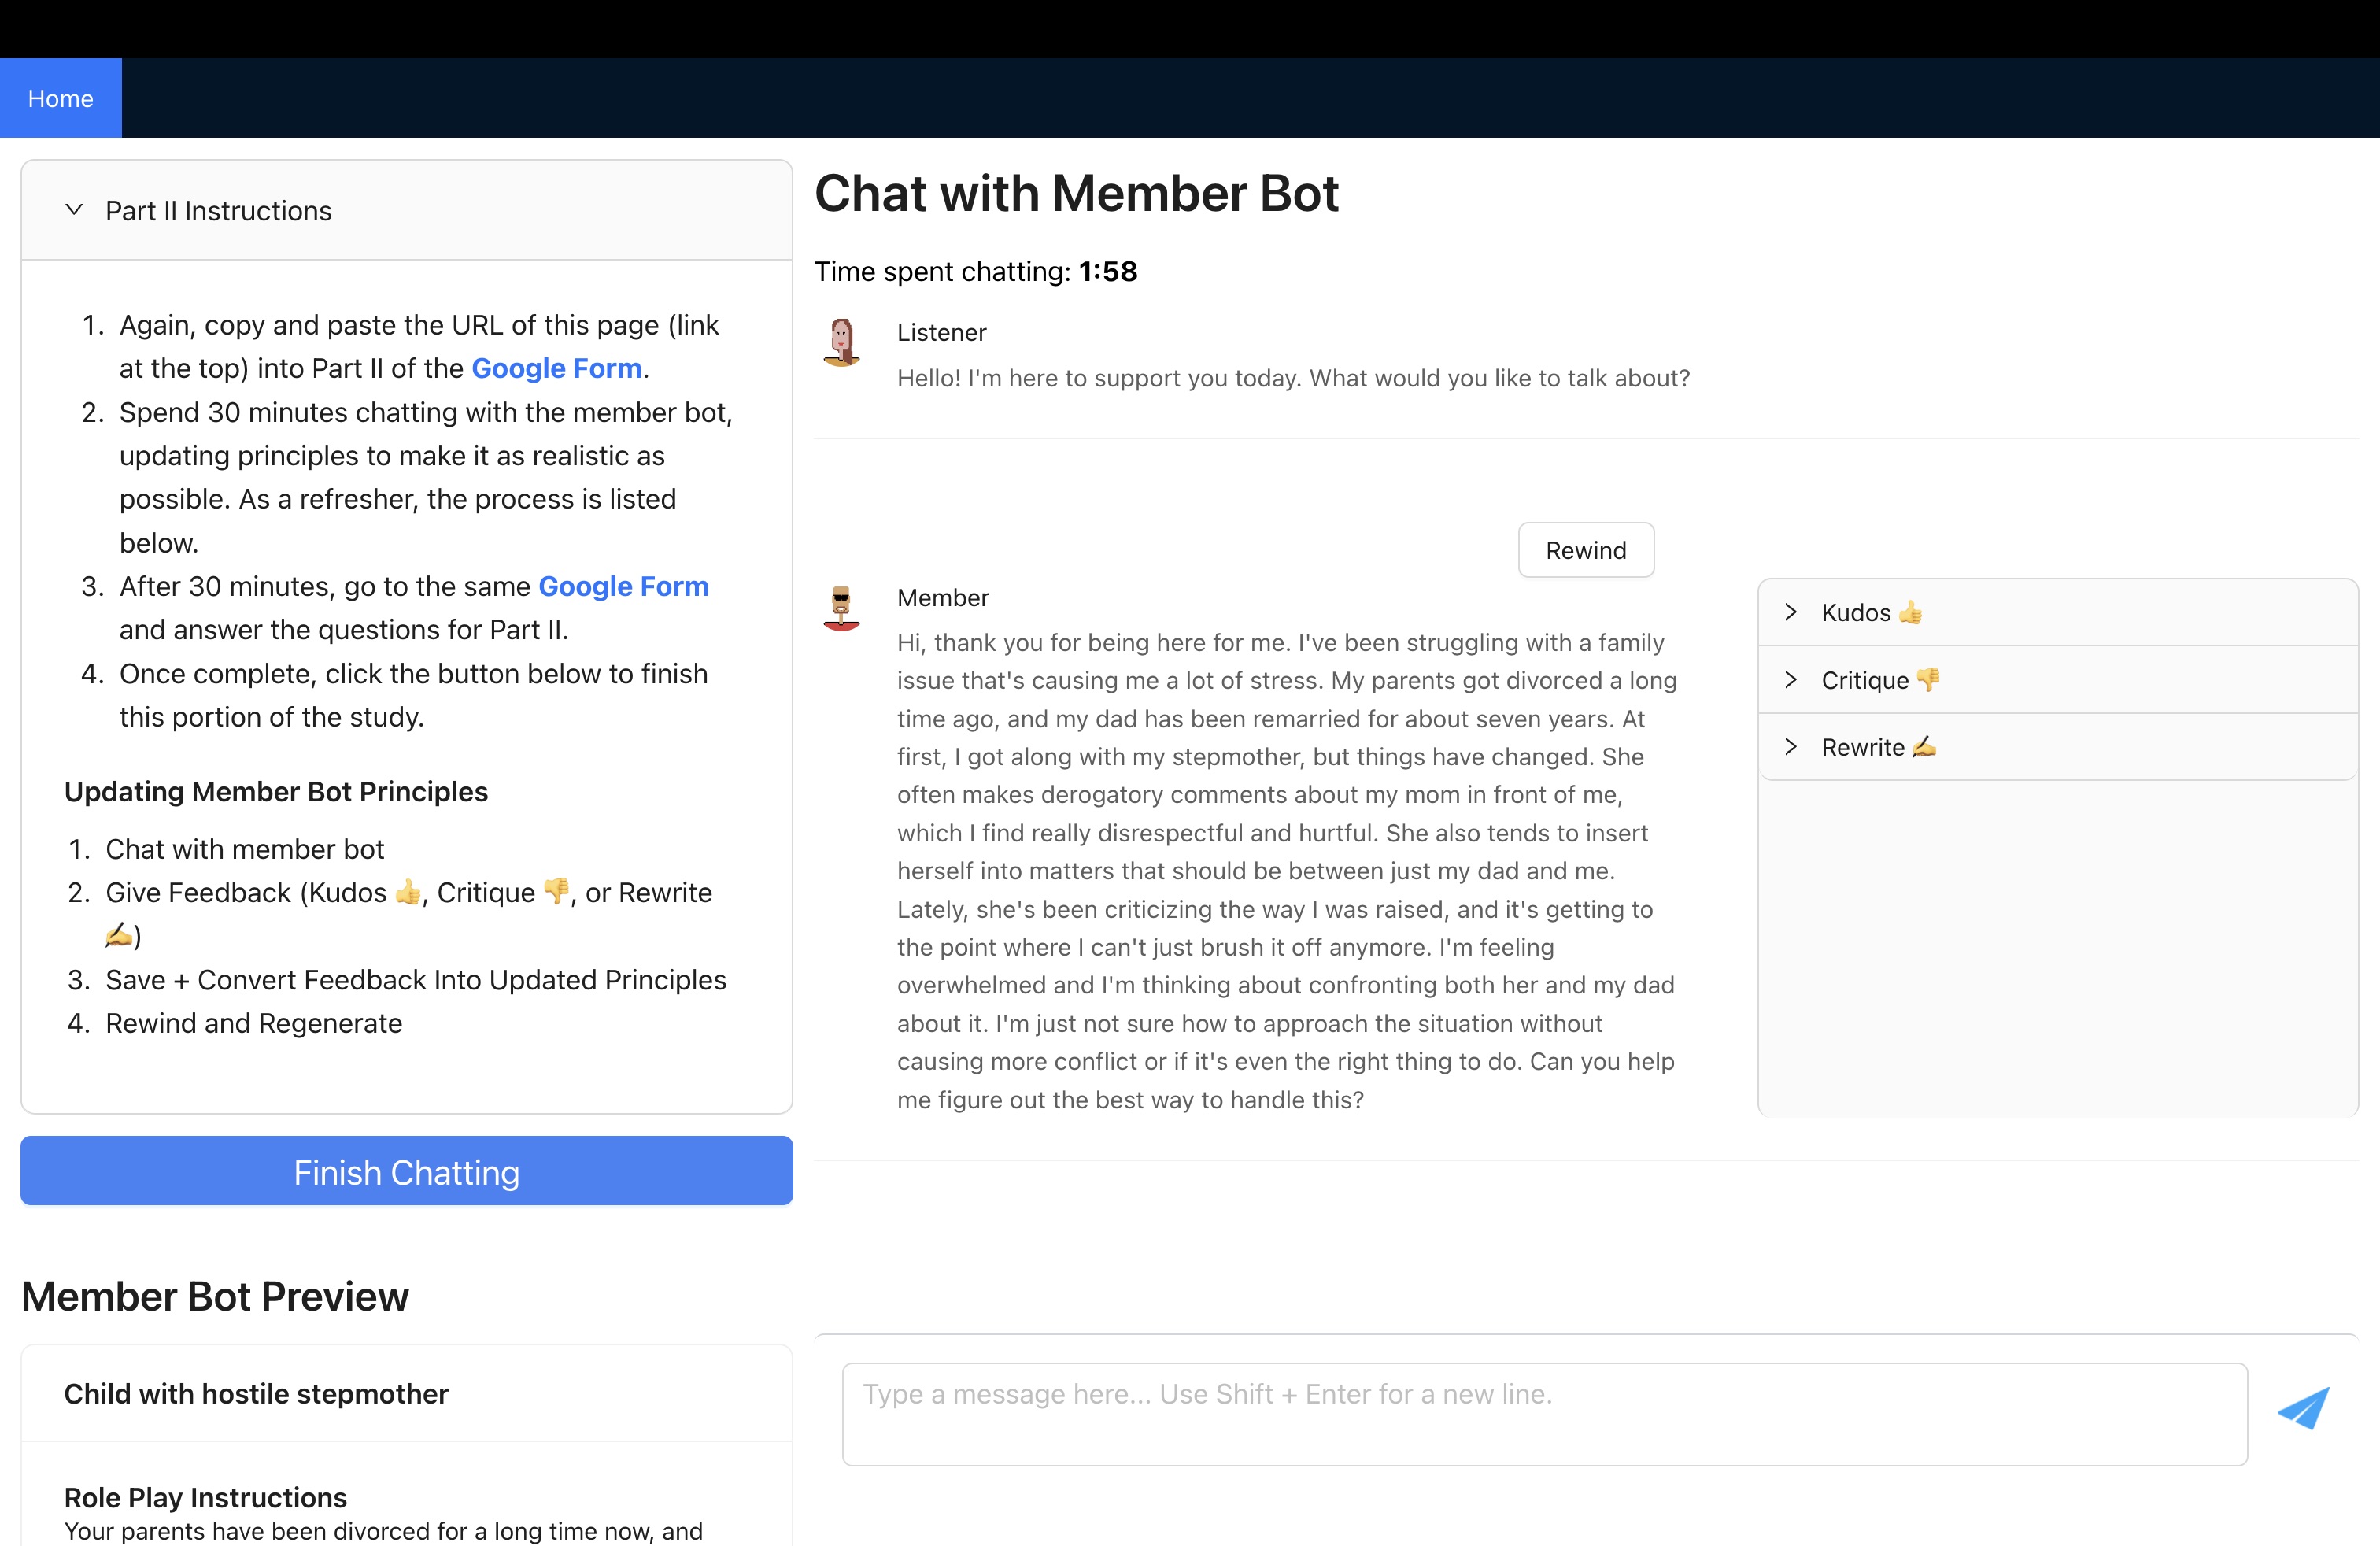 Home
Part II Instructions
1. Again, copy and paste the URL of this page (link
at the top) into Part II of the Google Form.
2. Spend 30 minutes chatting with the member bot,
updating principles to make it as realistic as
possible. As a refresher, the process is listed
below.
3. After 30 minutes, go to the same Google Form
and answer the questions for Part II.
4. Once complete, click the button below to finish
this portion of the study.
Updating Member Bot Principles
1. Chat with member bot
2. Give Feedback (Kudos 👍, Critique 👎, or Rewrite
✍️)
3. Save + Convert Feedback Into Updated Principles
4. Rewind and Regenerate
Finish Chatting
Member Bot Preview
Child with hostile stepmother
Role Play Instructions
Your parents have been divorced for a long time now, and
Chat with Member Bot
Time spent chatting: 1:58
Listener
Hello! I'm here to support you today. What would you like to talk about?
Rewind
Member
Hi, thank you for being here for me. I've been struggling with a family
issue that's causing me a lot of stress. My parents got divorced a long
time ago, and my dad has been remarried for about seven years. At
first, I got along with my stepmother, but things have changed. She
often makes derogatory comments about my mom in front of me,
which I find really disrespectful and hurtful. She also tends to insert
herself into matters that should be between just my dad and me.
Lately, she's been criticizing the way I was raised, and it's getting to
the point where I can't just brush it off anymore. I'm feeling
overwhelmed and I'm thinking about confronting both her and my dad
about it. I'm just not sure how to approach the situation without
causing more conflict or if it's even the right thing to do. Can you help
me figure out the best way to handle this?
Kudos 👍
Critique 👎
Rewrite ✍️
Type a message here... Use Shift + Enter for a new line.